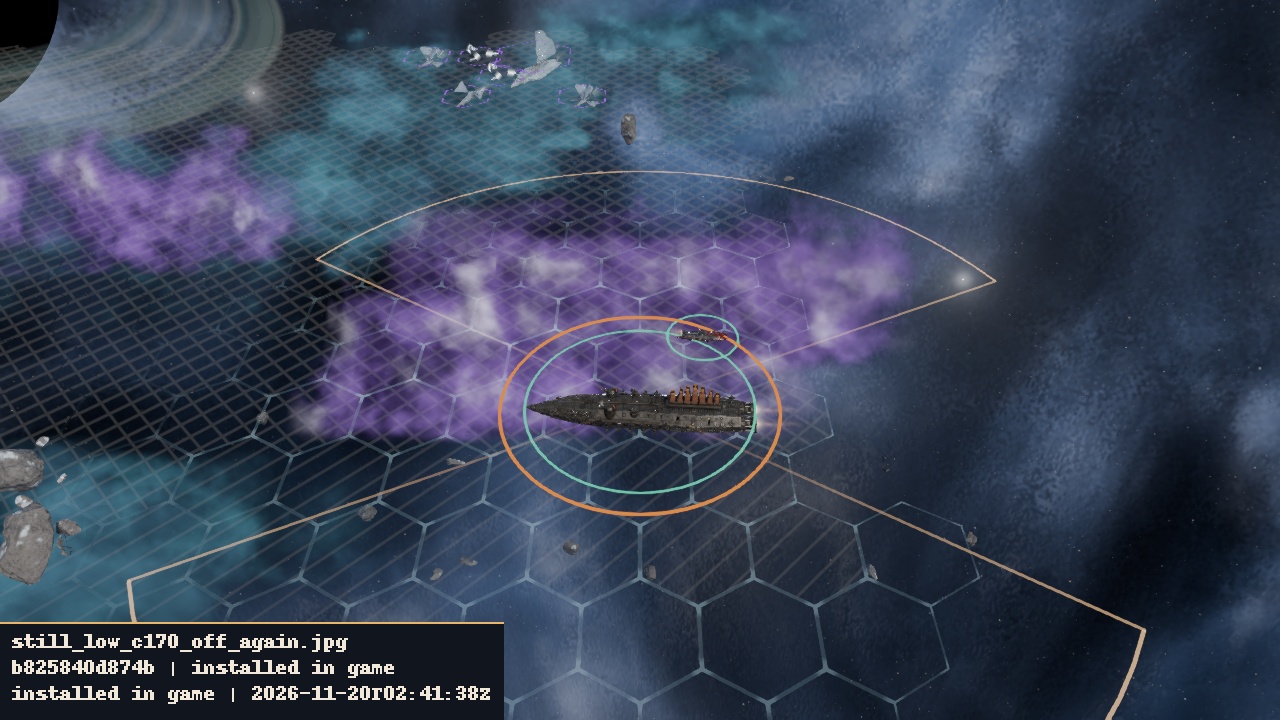 still_low_c170_off_again.jpg
b825840d874b | installed in game
installed in game | 2026-11-20T02:41:38Z